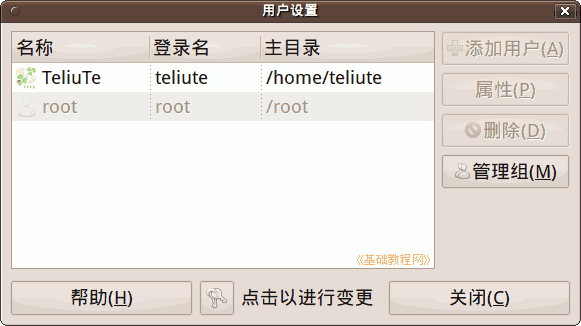 用户设置
名称 登录名 主目录
TeliuTe teliute /home/teliute
root root /root
添加用户(A)
属性(P)
删除(D)
管理组(M)
《基础教程网》
帮助(H) 点击以进行变更 关闭(C)